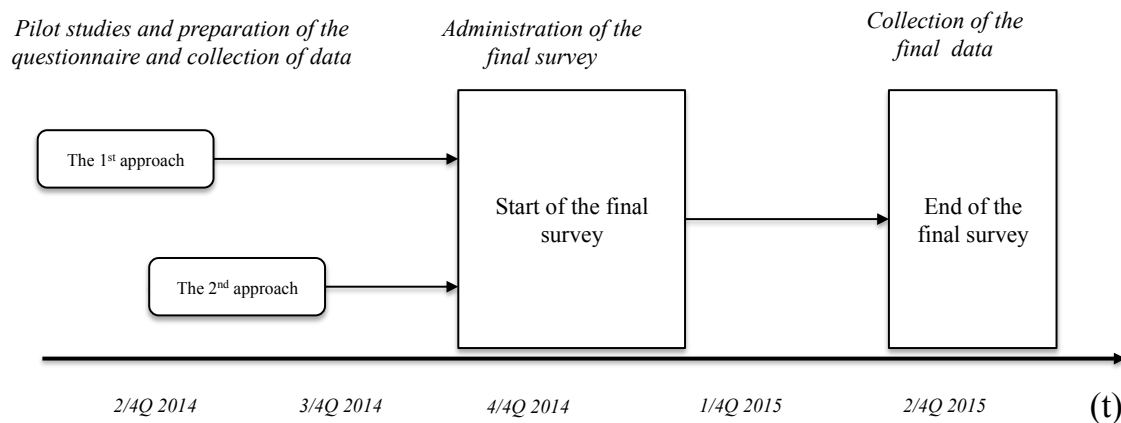 Pilot studies and preparation of the
questionnaire and collection of data
Administration of the
final survey
Collection of the
final data
The 1st approach
Start of the final
survey
End of the
final survey
The 2nd approach
2/4Q 2014
3/4Q 2014
4/4Q 2014
1/4Q 2015
2/4Q 2015
(t)